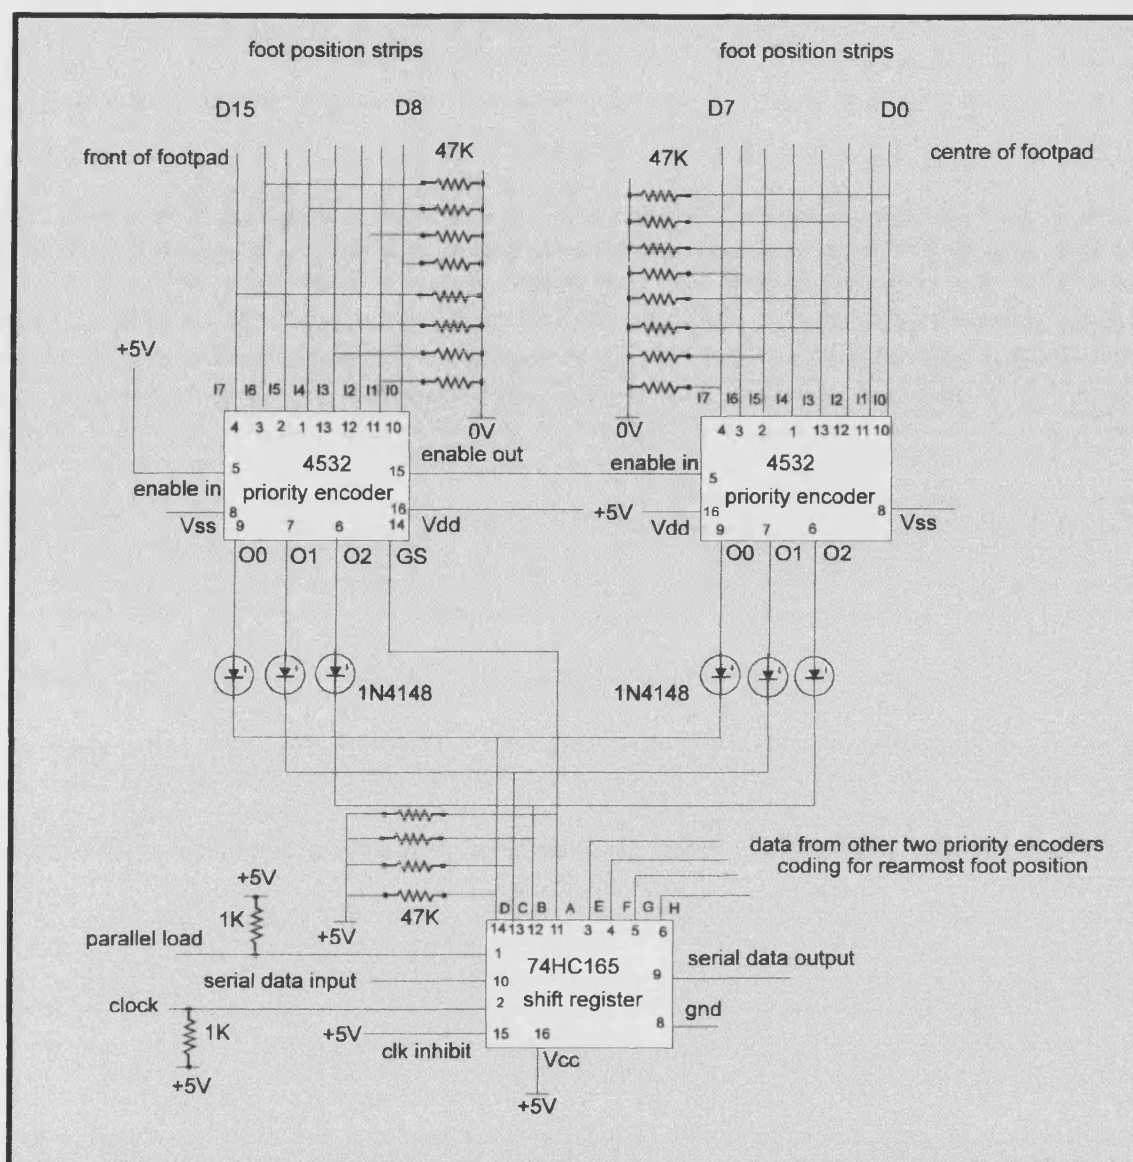 foot position strips foot position strips
D15 D8 D7 D0
front of footpad 47K 47K centre of footpad
+5V
I7 I6 I5 I4 I3 I2 I1 I0 I7 I6 I5 I4 I3 I2 I1 I0
4 3 2 1 13 12 11 10 0V 0V 4 3 2 1 13 12 11 10
enable out
4532 enable in 4532
5 15 5
enable in priority encoder priority encoder
8 16 +5V 16 8
Vss 9 7 6 14 Vdd Vdd 9 7 6 Vss
O0 O1 O2 GS O0 O1 O2
1N4148 1N4148
data from other two priority encoders
coding for rearmost foot position
+5V
1K 47K D C B A E F G H
+5V 14 13 12 11 3 4 5 6
parallel load 1
74HC165 9 serial data output
serial data input 10
clock 2 shift register gnd
1K +5V 15 16 8
clk inhibit Vcc
+5V +5V